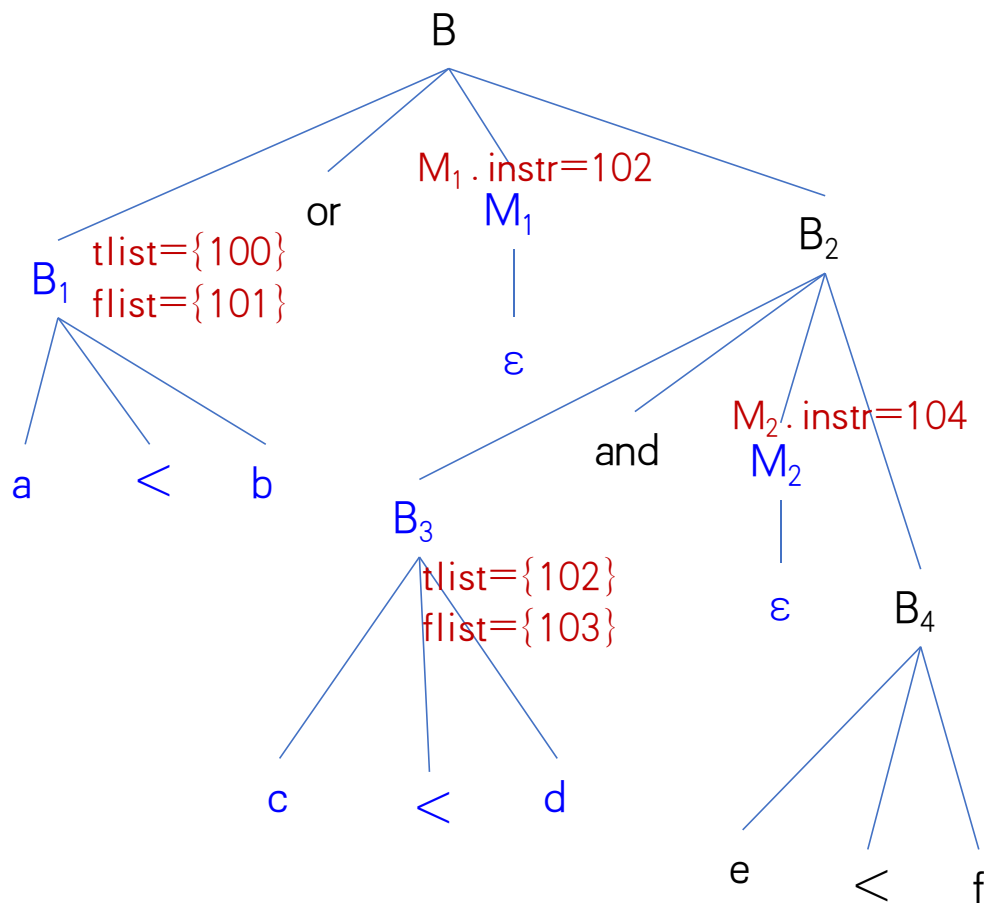 B
M₁.instr=102
or
M₁
B₂
tlist={100}
B₁
flist={101}
ε
M₂.instr=104
and
M₂
a
<
b
B₃
tlist={102}
ε
B₄
flist={103}
c
<
d
e
<
f